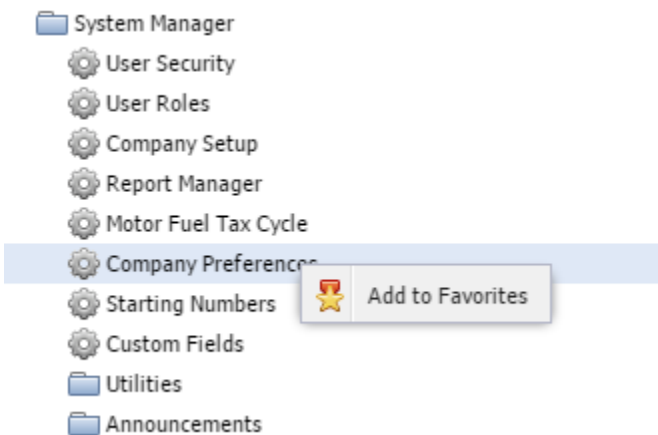 System Manager
User Security
User Roles
Company Setup
Report Manager
Motor Fuel Tax Cycle
Company Preferences
Add to Favorites
Starting Numbers
Custom Fields
Utilities
Announcements